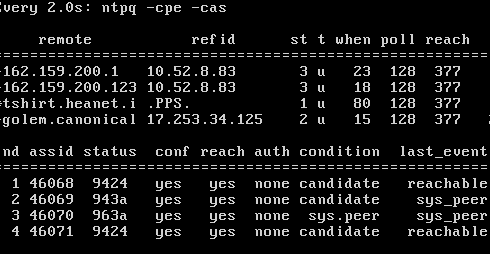 Every 2.0s: ntpq -cpe -cas
remote refid st t when poll reach
==============================================
-162.159.200.1 10.52.8.83 3 u 23 128 377
-162.159.200.123 10.52.8.83 3 u 18 128 377
*tshirt.heanet.i .PPS. 1 u 80 128 377
-golem.canonical 17.253.34.125 2 u 15 128 377
nd assid status conf reach auth condition last_event
==============================================
1 46068 9424 yes yes none candidate reachable
2 46069 943a yes yes none candidate sys_peer
3 46070 963a yes yes none sys.peer sys_peer
4 46071 9424 yes yes none candidate reachable